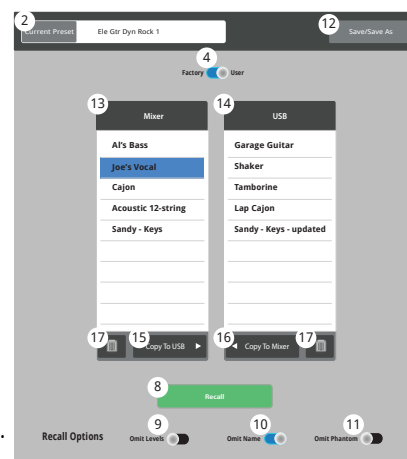 2 12
Current Preset Ele Gtr Dyn Rock 1 Save/Save As
4
Factory User
13 14
Mixer USB
Al's Bass Garage Guitar
Joe's Vocal Shaker
Cajon Tamborine
Acoustic 12-string Lap Cajon
Sandy - Keys Sandy - Keys - updated
17 15 16 17
Copy To USB Copy To Mixer
8
Recall
9 10 11
Recall Options Omit Levels Omit Name Omit Phantom